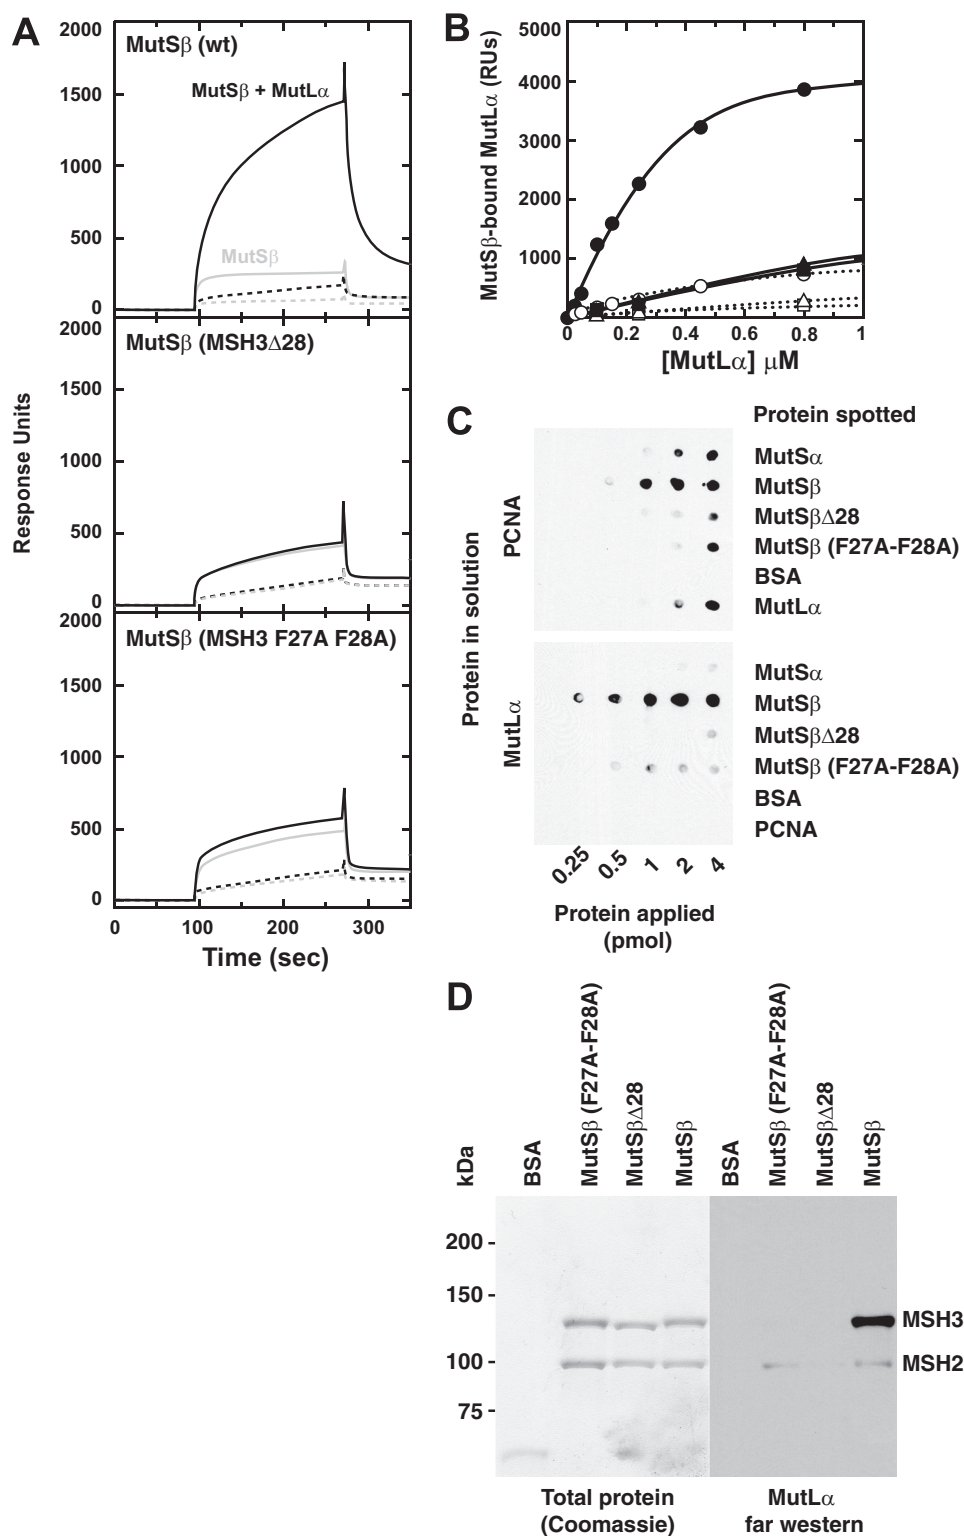 A
2000
MutSβ (wt)
MutSβ + MutLα
1500
1000
500
MutSβ
0
2000
MutSβ (MSH3Δ28)
1500
1000
500
0
2000
MutSβ (MSH3 F27A F28A)
1500
1000
500
0
0 100 200 300
Time (sec)
Response Units
B
5000
4000
3000
2000
1000
0 0.2 0.4 0.6 0.8 1
[MutLα] μM
MutSβ-bound MutLα (RUs)
C
Protein spotted
Protein in solution
PCNA
MutSα
MutSβ
MutSβΔ28
MutSβ (F27A-F28A)
BSA
MutLα
MutLα
MutSα
MutSβ
MutSβΔ28
MutSβ (F27A-F28A)
BSA
PCNA
0.25 0.5 1 2 4
Protein applied
(pmol)
D
kDa
BSA
MutSβ (F27A-F28A)
MutSβΔ28
MutSβ
BSA
MutSβ (F27A-F28A)
MutSβΔ28
MutSβ
200
150
100
75
MSH3
MSH2
Total protein
(Coomassie)
MutLα
far western